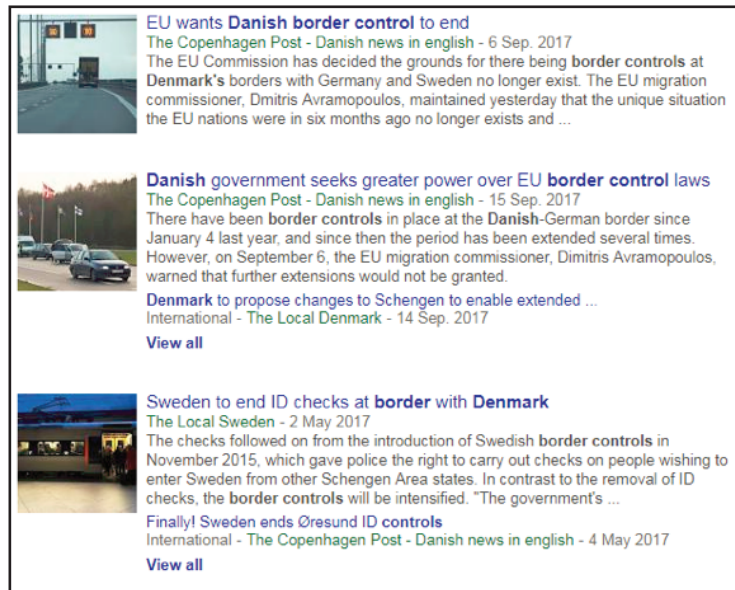 EU wants Danish border control to end
The Copenhagen Post - Danish news in english - 6 Sep. 2017
The EU Commission has decided the grounds for there being border controls at
Denmark's borders with Germany and Sweden no longer exist. The EU migration
commissioner, Dmitris Avramopoulos, maintained yesterday that the unique situation
the EU nations were in six months ago no longer exists and ...
Danish government seeks greater power over EU border control laws
The Copenhagen Post - Danish news in english - 15 Sep. 2017
There have been border controls in place at the Danish-German border since
January 4 last year, and since then the period has been extended several times.
However, on September 6, the EU migration commissioner, Dimitris Avramopoulos,
warned that further extensions would not be granted.
Denmark to propose changes to Schengen to enable extended ...
International - The Local Denmark - 14 Sep. 2017
View all
Sweden to end ID checks at border with Denmark
The Local Sweden - 2 May 2017
The checks followed on from the introduction of Swedish border controls in
November 2015, which gave police the right to carry out checks on people wishing to
enter Sweden from other Schengen Area states. In contrast to the removal of ID
checks, the border controls will be intensified. "The government's ...
Finally! Sweden ends Øresund ID controls
International - The Copenhagen Post - Danish news in english - 4 May 2017
View all